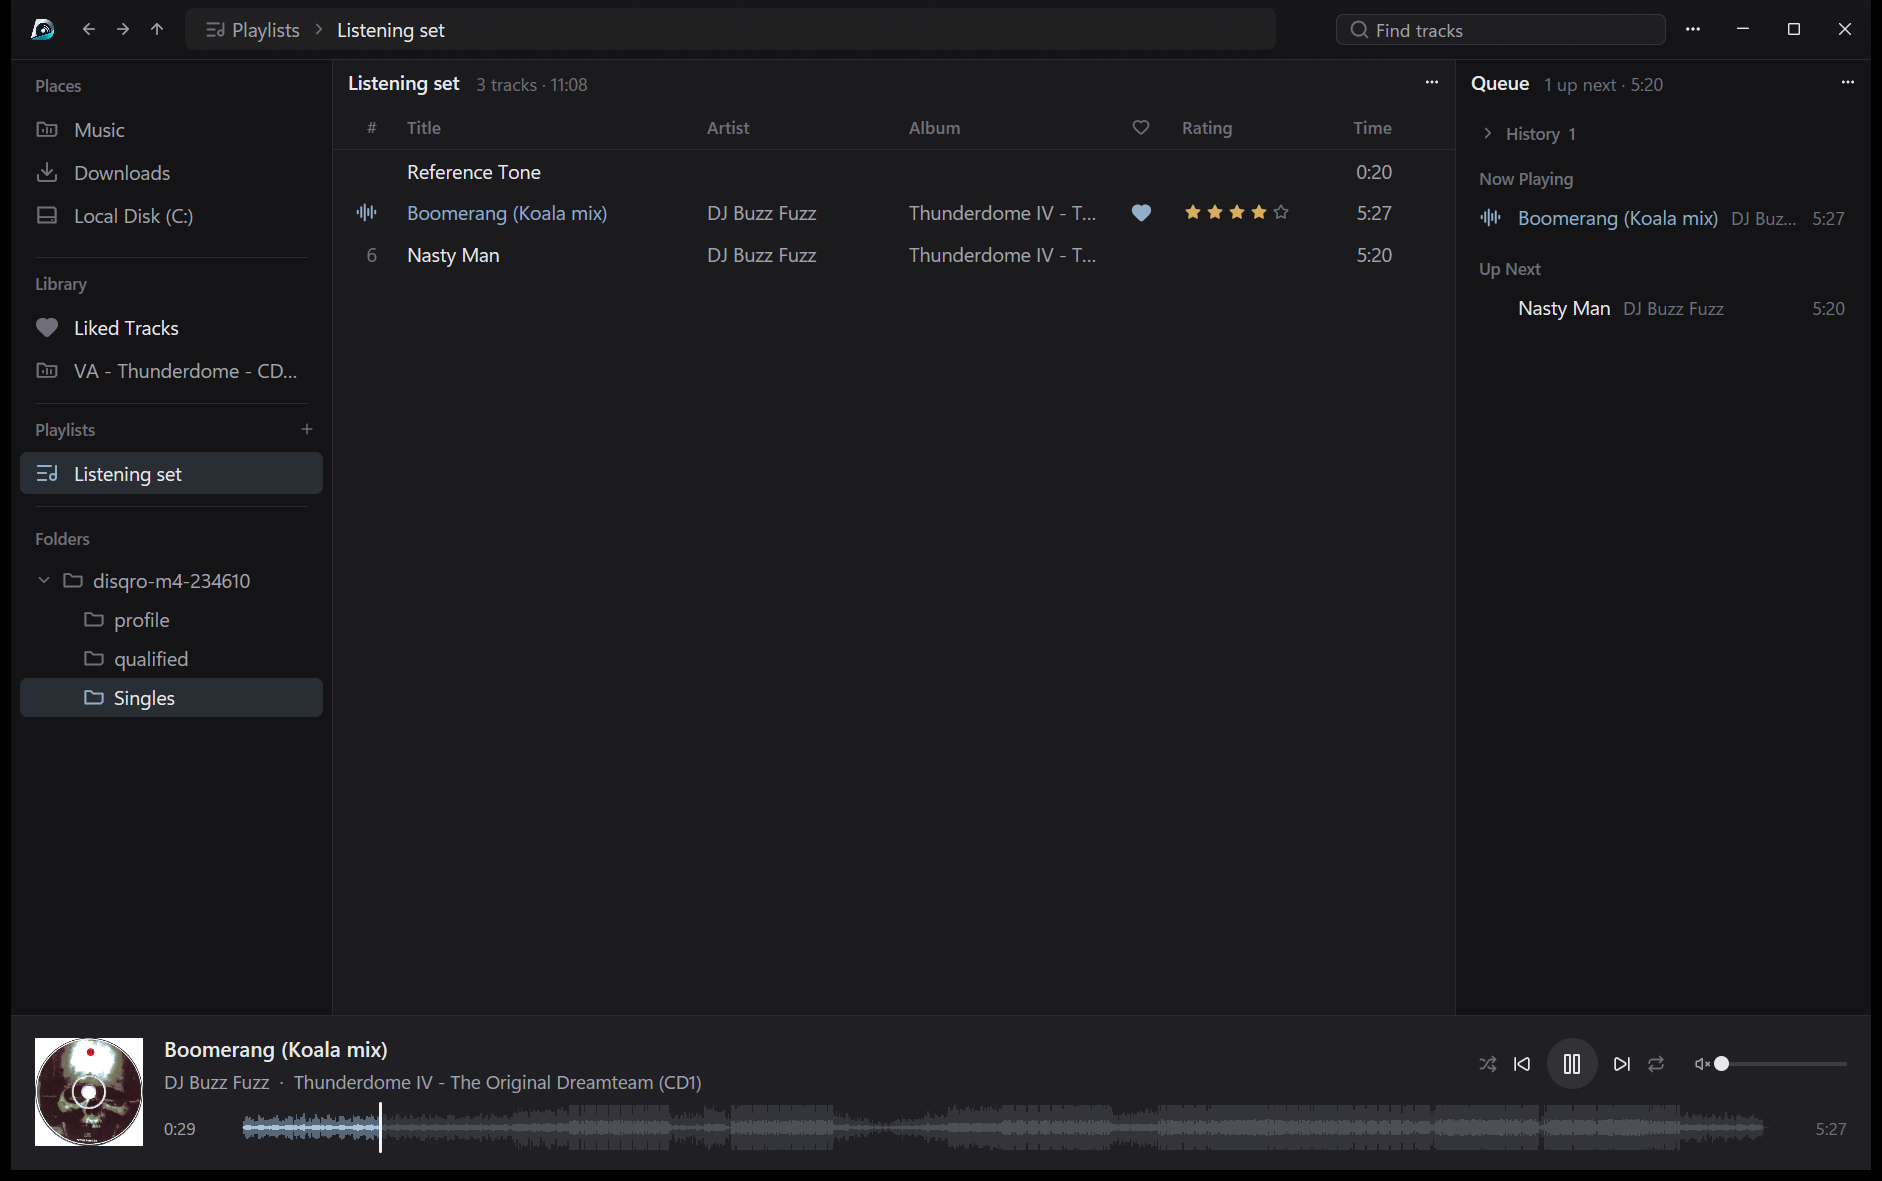 Playlists > Listening set
Find tracks
Places
Music
Downloads
Local Disk (C:)
Library
Liked Tracks
VA - Thunderdome - CD...
Playlists +
Listening set
Folders
disqro-m4-234610
profile
qualified
Singles
Listening set 3 tracks · 11:08
# Title Artist Album Rating Time
Reference Tone 0:20
Boomerang (Koala mix) DJ Buzz Fuzz Thunderdome IV - T... 5:27
6 Nasty Man DJ Buzz Fuzz Thunderdome IV - T... 5:20
Queue 1 up next · 5:20
History 1
Now Playing
Boomerang (Koala mix) DJ Buz... 5:27
Up Next
Nasty Man DJ Buzz Fuzz 5:20
Boomerang (Koala mix)
DJ Buzz Fuzz · Thunderdome IV - The Original Dreamteam (CD1)
0:29
5:27